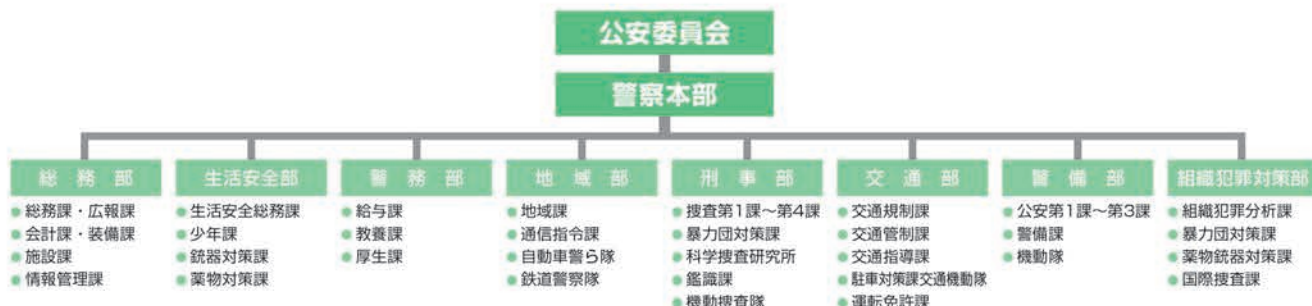 公安委員会
警察本部
総務部
総務課・広報課
会計課・装備課
施設課
情報管理課
生活安全部
生活安全総務課
少年課
銃器対策課
薬物対策課
警務部
給与課
教養課
厚生課
地域部
地域課
通信指令課
自動車警ら隊
鉄道警察隊
刑事部
捜査第1課〜第4課
暴力団対策課
科学捜査研究所
鑑識課
機動捜査隊
交通部
交通規制課
交通管制課
交通指導課
駐車対策課交通機動隊
運転免許課
警備部
公安第1課〜第3課
警備課
機動隊
組織犯罪対策部
組織犯罪分析課
暴力団対策課
薬物銃器対策課
国際捜査課